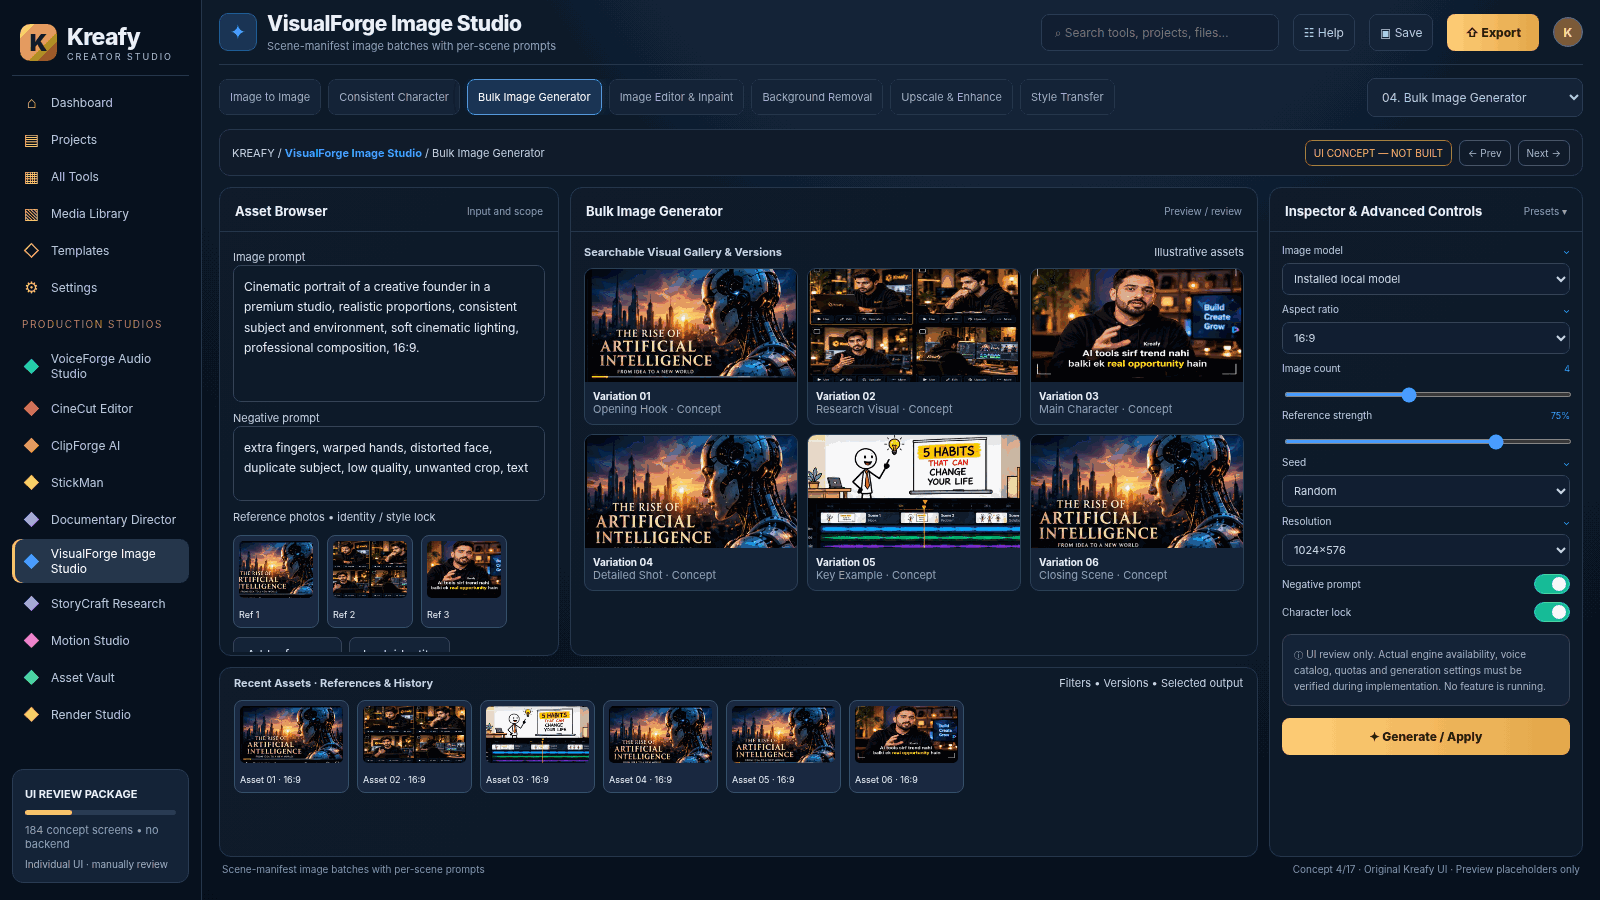 K
Kreafy
CREATOR STUDIO
Dashboard
Projects
All Tools
Media Library
Templates
Settings
PRODUCTION STUDIOS
VoiceForge Audio
Studio
CineCut Editor
ClipForge AI
StickMan
Documentary Director
VisualForge Image
Studio
StoryCraft Research
Motion Studio
Asset Vault
Render Studio
UI REVIEW PACKAGE
184 concept screens • no
backend
Individual UI · manually review
VisualForge Image Studio
Scene-manifest image batches with per-scene prompts
Search tools, projects, files...
Help
Save
Export
K
Image to Image
Consistent Character
Bulk Image Generator
Image Editor & Inpaint
Background Removal
Upscale & Enhance
Style Transfer
04. Bulk Image Generator
KREAFY / VisualForge Image Studio / Bulk Image Generator
UI CONCEPT — NOT BUILT
← Prev
Next →
Asset Browser
Input and scope
Image prompt
Cinematic portrait of a creative founder in a
premium studio, realistic proportions, consistent
subject and environment, soft cinematic lighting,
professional composition, 16:9.
Negative prompt
extra fingers, warped hands, distorted face,
duplicate subject, low quality, unwanted crop, text
Reference photos • identity / style lock
Ref 1
Ref 2
Ref 3
Bulk Image Generator
Preview / review
Searchable Visual Gallery & Versions
Illustrative assets
THE RISE OF
ARTIFICIAL
INTELLIGENCE
FROM IDEA TO A NEW WORLD
Variation 01
Opening Hook · Concept
Variation 02
Research Visual · Concept
Build
Create
Grow
Kreafy
AI tools sirf trend nahi
balki ek real opportunity hain
Variation 03
Main Character · Concept
THE RISE OF
ARTIFICIAL
INTELLIGENCE
FROM IDEA TO A NEW WORLD
Variation 04
Detailed Shot · Concept
5 HABITS
THAT CAN
CHANGE
YOUR LIFE
Variation 05
Key Example · Concept
THE RISE OF
ARTIFICIAL
INTELLIGENCE
FROM IDEA TO A NEW WORLD
Variation 06
Closing Scene · Concept
Recent Assets · References & History
Filters • Versions • Selected output
Asset 01 · 16:9
Asset 02 · 16:9
Asset 03 · 16:9
Asset 04 · 16:9
Asset 05 · 16:9
Asset 06 · 16:9
Scene-manifest image batches with per-scene prompts
Inspector & Advanced Controls
Presets ▾
Image model
Installed local model
Aspect ratio
16:9
Image count
4
Reference strength
75%
Seed
Random
Resolution
1024×576
Negative prompt
Character lock
ⓘ UI review only. Actual engine availability, voice
catalog, quotas and generation settings must be
verified during implementation. No feature is running.
✦ Generate / Apply
Concept 4/17 · Original Kreafy UI · Preview placeholders only